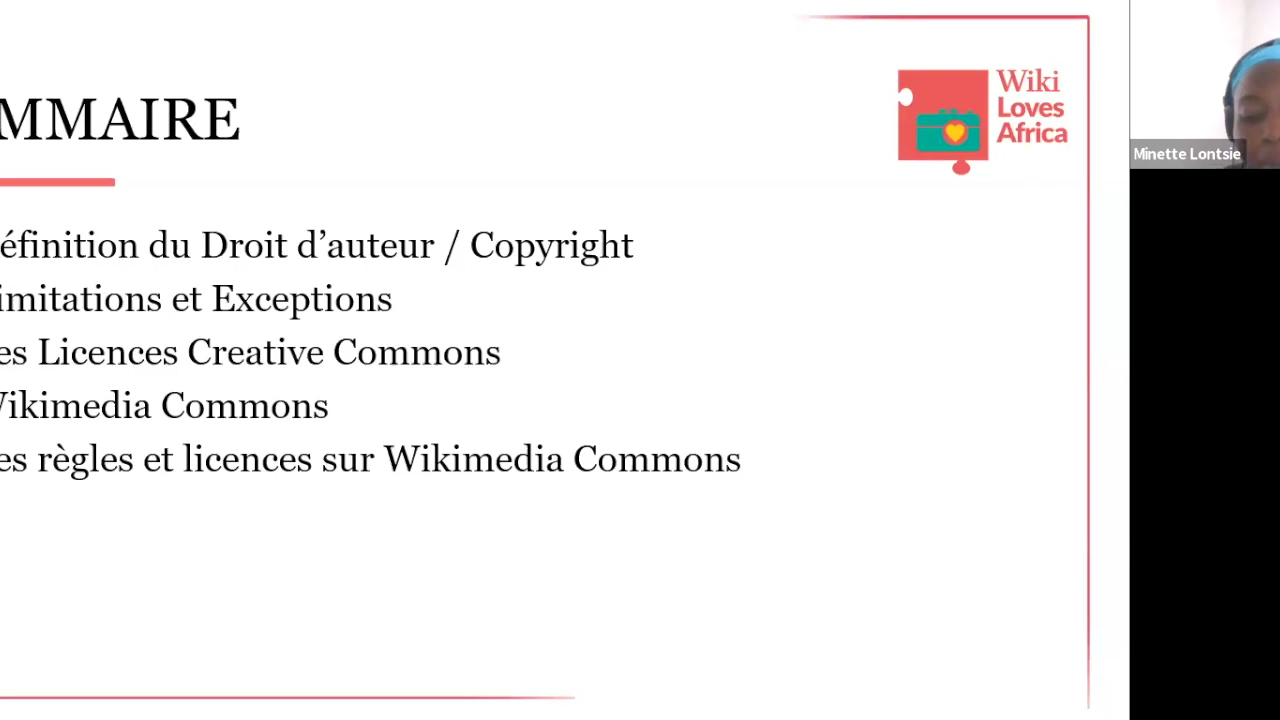 MMAIRE
Wiki
Loves
Africa
Minette Lontsie
éfinition du Droit d’auteur / Copyright
imitations et Exceptions
es Licences Creative Commons
Wikimedia Commons
es règles et licences sur Wikimedia Commons